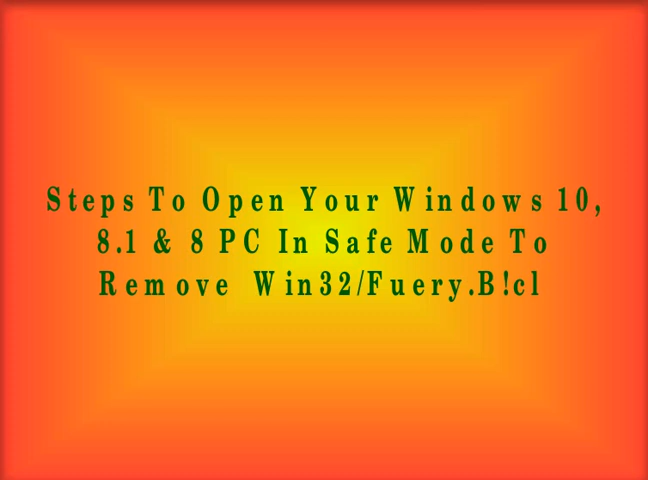 Steps To Open Your Windows 10,
8.1 & 8 PC In Safe Mode To
Remove Win32/Fuery.B!cl